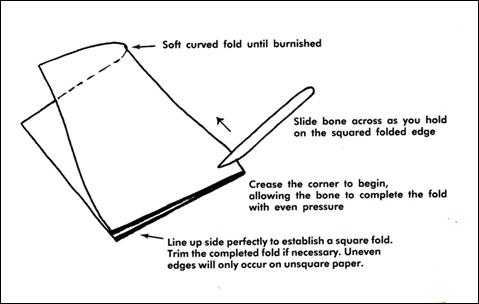 Soft curved fold until burnished
Slide bone across as you hold
on the squared folded edge
Crease the corner to begin,
allowing the bone to complete the fold
with even pressure
Line up side perfectly to establish a square fold.
Trim the completed fold if necessary. Uneven
edges will only occur on unsquare paper.